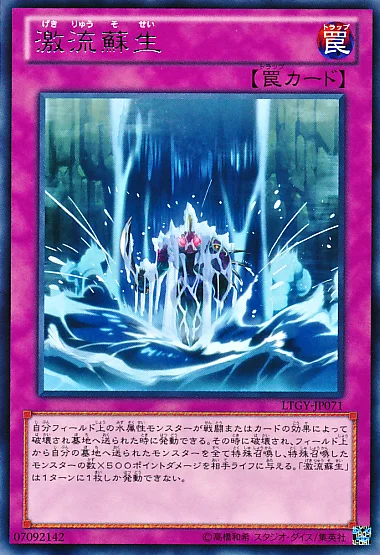 激流蘇生
げきりゅうそせい
罠
トラップ
【罠カード】
トラップ
LTGY-JP071
自分フィールド上の水属性モンスターが戦闘またはカードの効果によって
破壊され墓地へ送られた時に発動できる。その時に破壊され、フィールド上
から自分の墓地へ送られたモンスターを全て特殊召喚し、特殊召喚した
モンスターの数×500ポイントダメージを相手ライフに与える。「激流蘇生」
は1ターンに1枚しか発動できない。
07092142
©高橋和希 スタジオ・ダイス/集英社